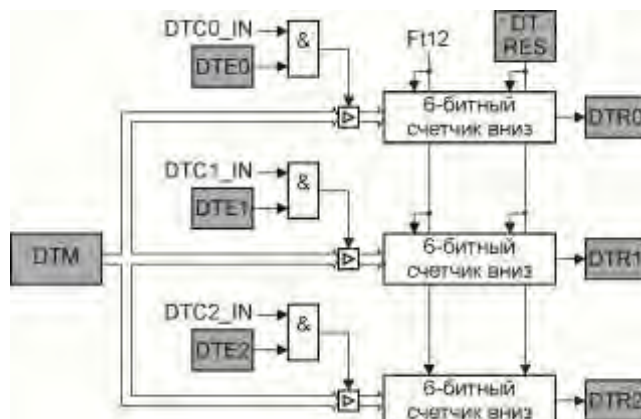 DTC0_IN
&
DTE0
Ft12
DT
RES
6-битный
счетчик вниз
DTR0
DTC1_IN
&
DTE1
6-битный
счетчик вниз
DTR1
DTM
DTC2_IN
&
DTE2
6-битный
счетчик вниз
DTR2